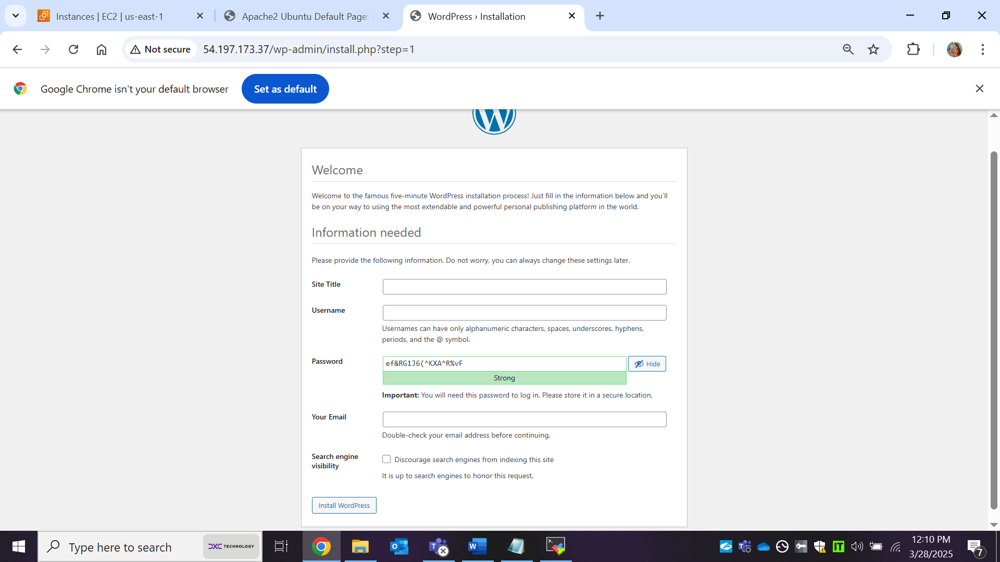 Instances | EC2 | us-east-1
Apache2 Ubuntu Default Page:
WordPress › Installation
Not secure
54.197.173.37/wp-admin/install.php?step=1
Google Chrome isn't your default browser
Set as default
Welcome
Welcome to the famous five-minute WordPress installation process! Just fill in the information below and you’ll
be on your way to using the most extendable and powerful personal publishing platform in the world.
Information needed
Please provide the following information. Do not worry, you can always change these settings later.
Site Title
Username
Usernames can have only alphanumeric characters, spaces, underscores, hyphens,
periods, and the @ symbol.
Password
ef&RG1J6(^KXA^R%vF
Hide
Strong
Important: You will need this password to log in. Please store it in a secure location.
Your Email
Double-check your email address before continuing.
Search engine
visibility
Discourage search engines from indexing this site
It is up to search engines to honor this request.
Install WordPress
Type here to search
DXC TECHNOLOGY
IT
12:10 PM
3/28/2025
7